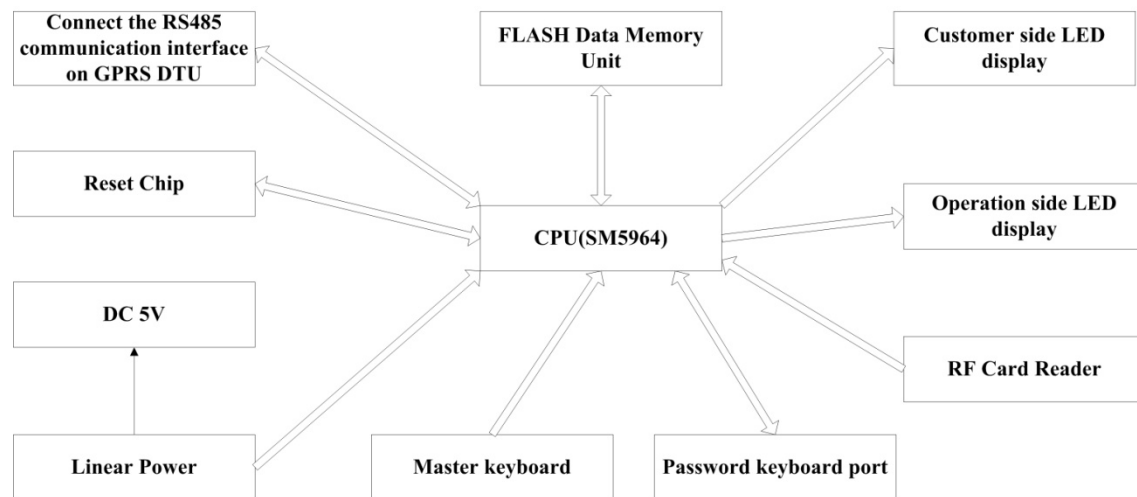 Connect the RS485
communication interface
on GPRS DTU
FLASH Data Memory
Unit
Customer side LED
display
Reset Chip
CPU(SM5964)
Operation side LED
display
DC 5V
RF Card Reader
Linear Power
Master keyboard
Password keyboard port